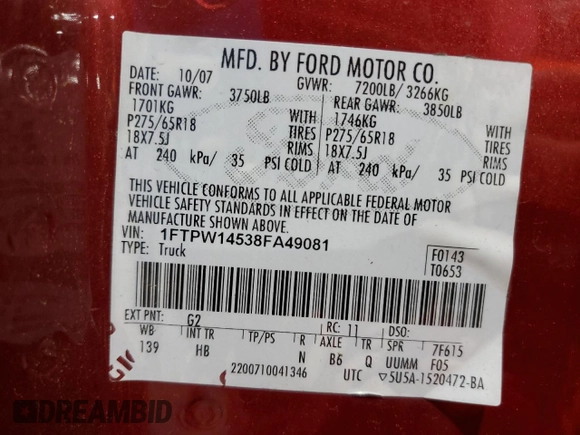 MFD. BY FORD MOTOR CO.
DATE: 10/07 GVWR: 7200LB/ 3266KG
FRONT GAWR: 3750LB REAR GAWR: 3850LB
1701KG WITH 1746KG WITH
P275/65R18 TIRES P275/65R18 TIRES
18X7.5J RIMS 18X7.5J RIMS
AT 240 kPa/ 35 PSI COLD AT 240 kPa/ 35 PSI COLD
THIS VEHICLE CONFORMS TO ALL APPLICABLE FEDERAL MOTOR
VEHICLE SAFETY STANDARDS IN EFFECT ON THE DATE OF
MANUFACTURE SHOWN ABOVE.
VIN: 1FTPW14538FA49081
TYPE: Truck
F0143
T0653
EXT PNT: G2 RC: 11 DSO:
WB INT TR TP/PS R AXLE TR SPR 7F615
139 HB N B6 Q UUMM F05
2200710041346 UTC ▽5U5A-1520472-BA
Ford
DREAMBID